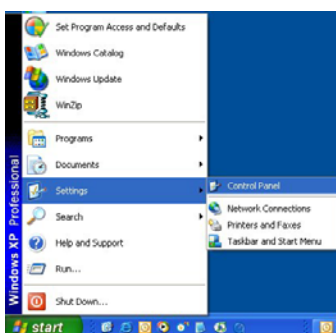 Set Program Access and Defaults
Windows Catalog
Windows Update
WinZip
Programs
Documents
Settings
Search
Help and Support
Run...
Shut Down...
Control Panel
Network Connections
Printers and Faxes
Taskbar and Start Menu
Windows XP Professional
start